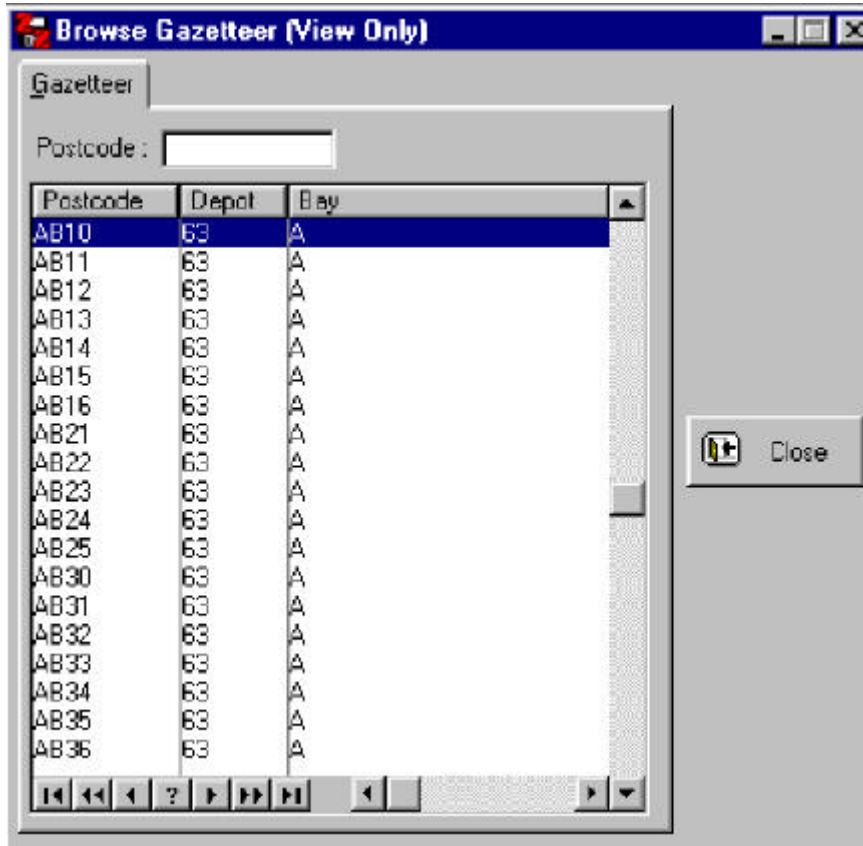 Browse Gazetteer (View Only)
Gazetteer
Postcode :
Postcode Depot Bay
AB10 63 A
AB11 63 A
AB12 63 A
AB13 63 A
AB14 63 A
AB15 63 A
AB16 63 A
AB21 63 A
AB22 63 A
AB23 63 A
AB24 63 A
AB25 63 A
AB30 63 A
AB31 63 A
AB32 63 A
AB33 63 A
AB34 63 A
AB35 63 A
AB36 63 A
?
Close